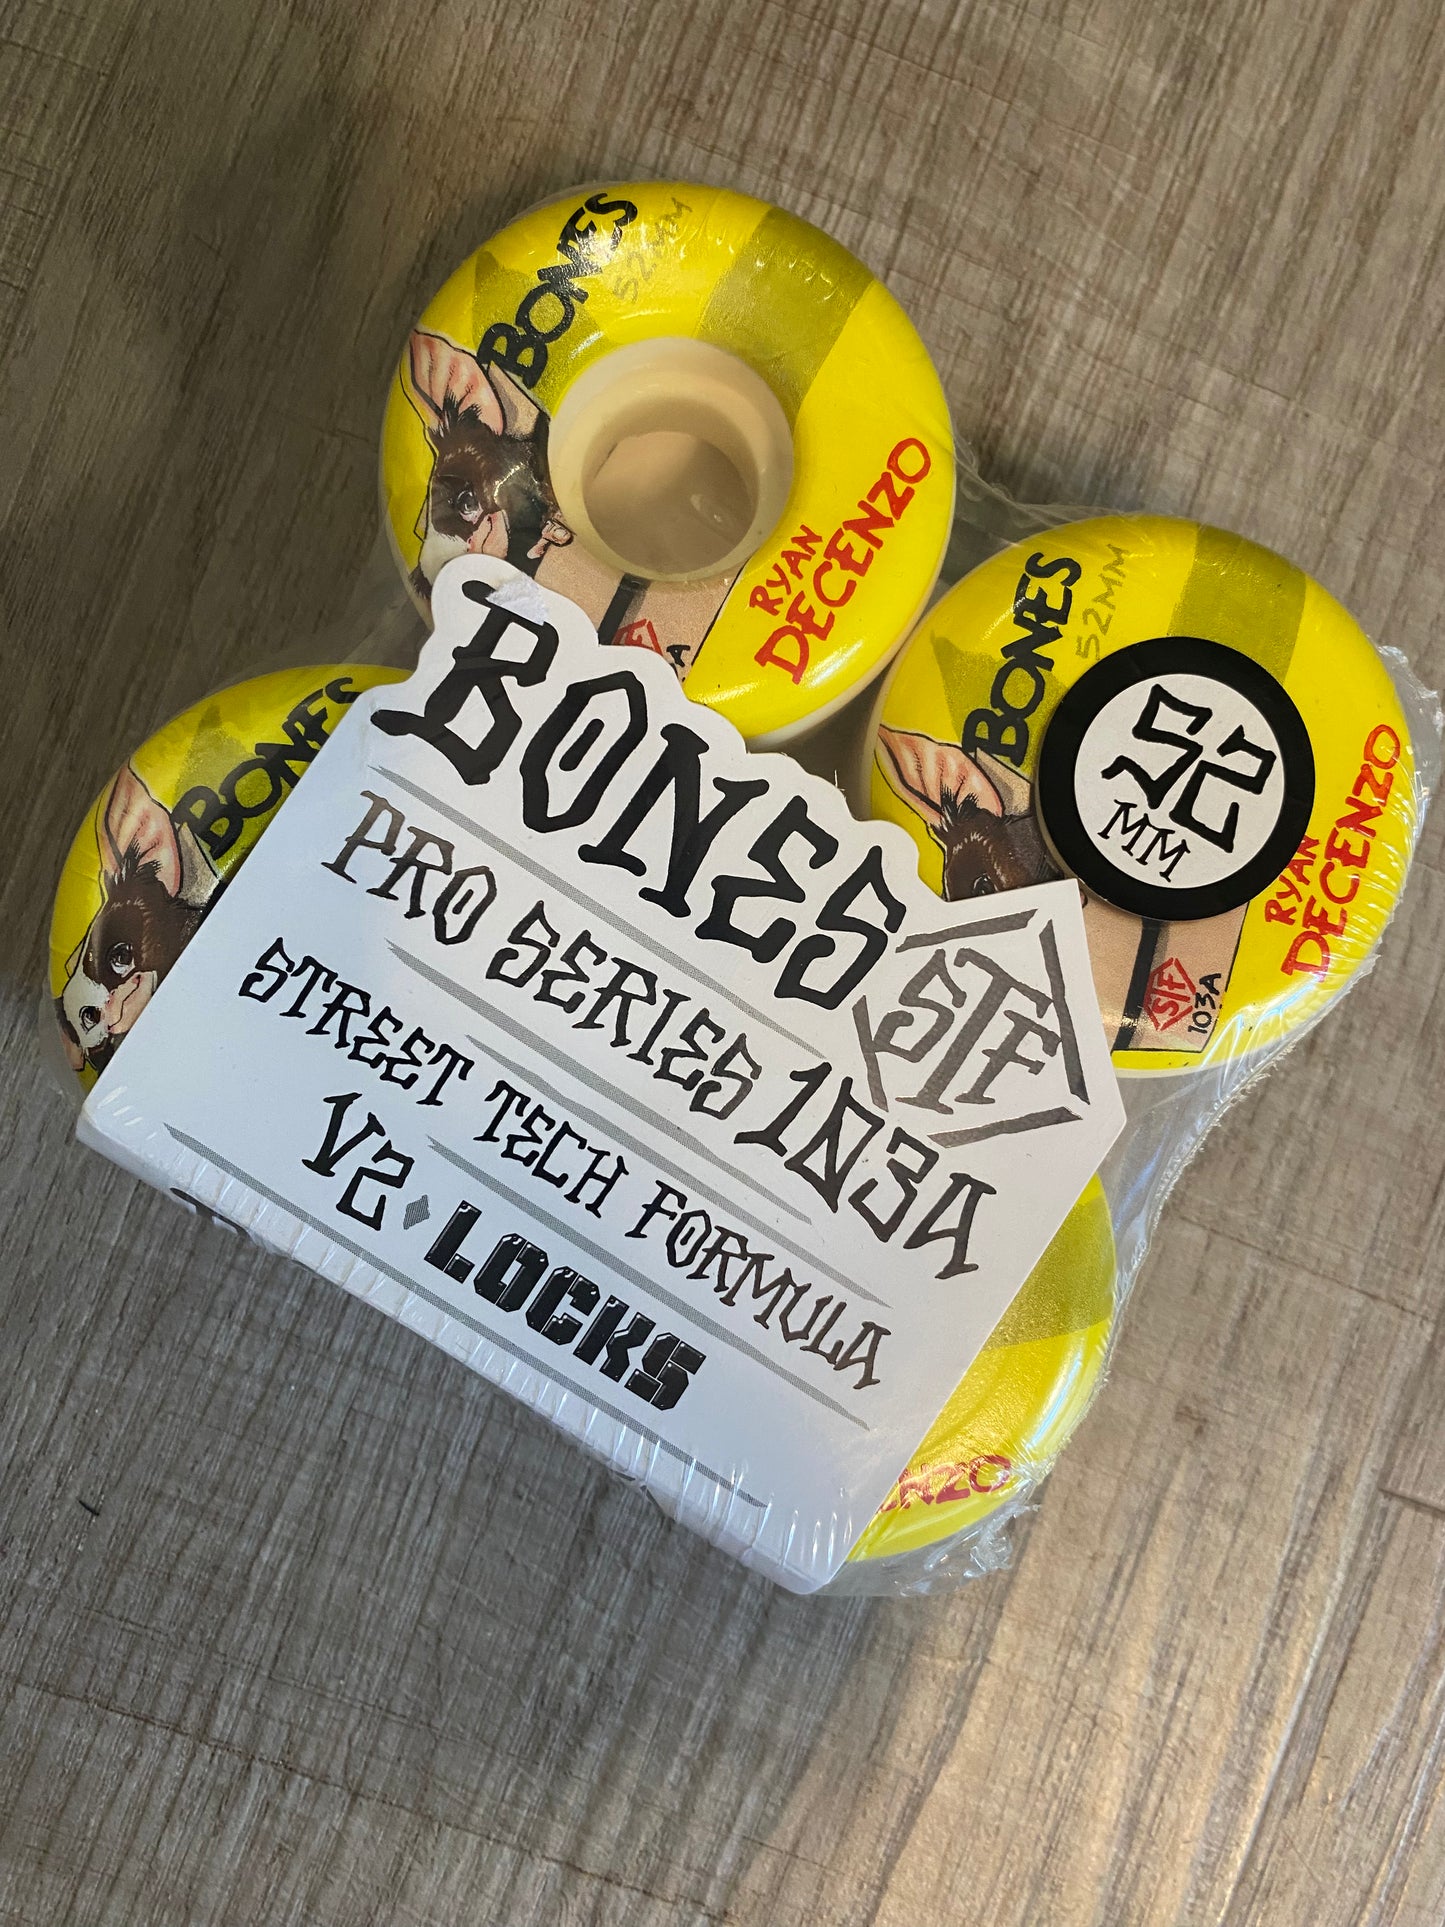 BONES
52MM
RYAN
DECENZO
STF
A
BONES
52MM
52
MM
RYAN
DECENZO
STF
103A
BONES
BONES
STF
PRO SERIES 103A
STREET TECH FORMULA
V2 LOCKS
NZO